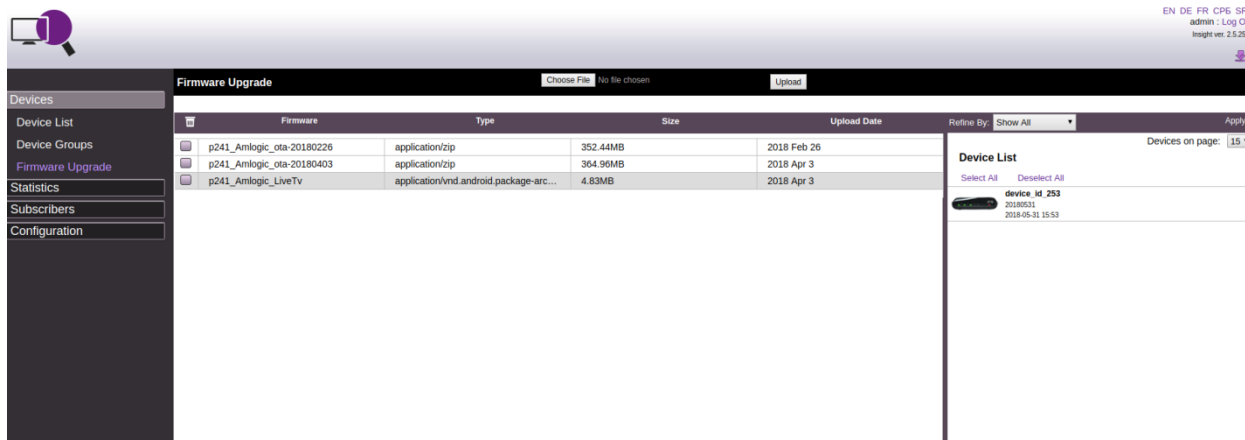 EN DE FR СРБ
admin : Log
Insight ver. 2.5.29
Firmware Upgrade Choose File No file chosen Upload
Devices
Device List
Device Groups
Firmware Upgrade
Statistics
Subscribers
Configuration
Firmware Type Size Upload Date
p241_Amlogic_ota-20180226 application/zip 352.44MB 2018 Feb 26
p241_Amlogic_ota-20180403 application/zip 364.96MB 2018 Apr 3
p241_Amlogic_LiveTv application/vnd.android.package-arc... 4.83MB 2018 Apr 3
Refine By: Show All Apply
Devices on page: 15
Device List
Select All Deselect All
device_id_253
20180531
2018-05-31 15:53